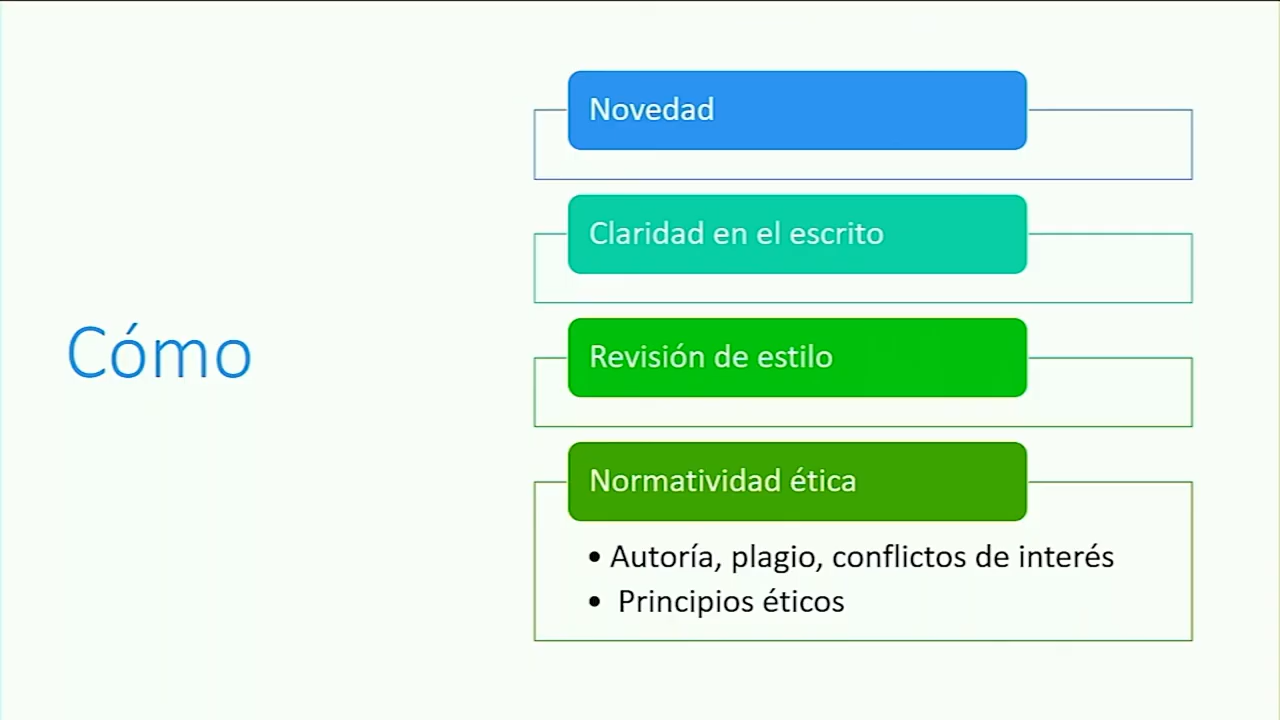 Cómo
Novedad
Claridad en el escrito
Revisión de estilo
Normatividad ética
• Autoría, plagio, conflictos de interés
• Principios éticos